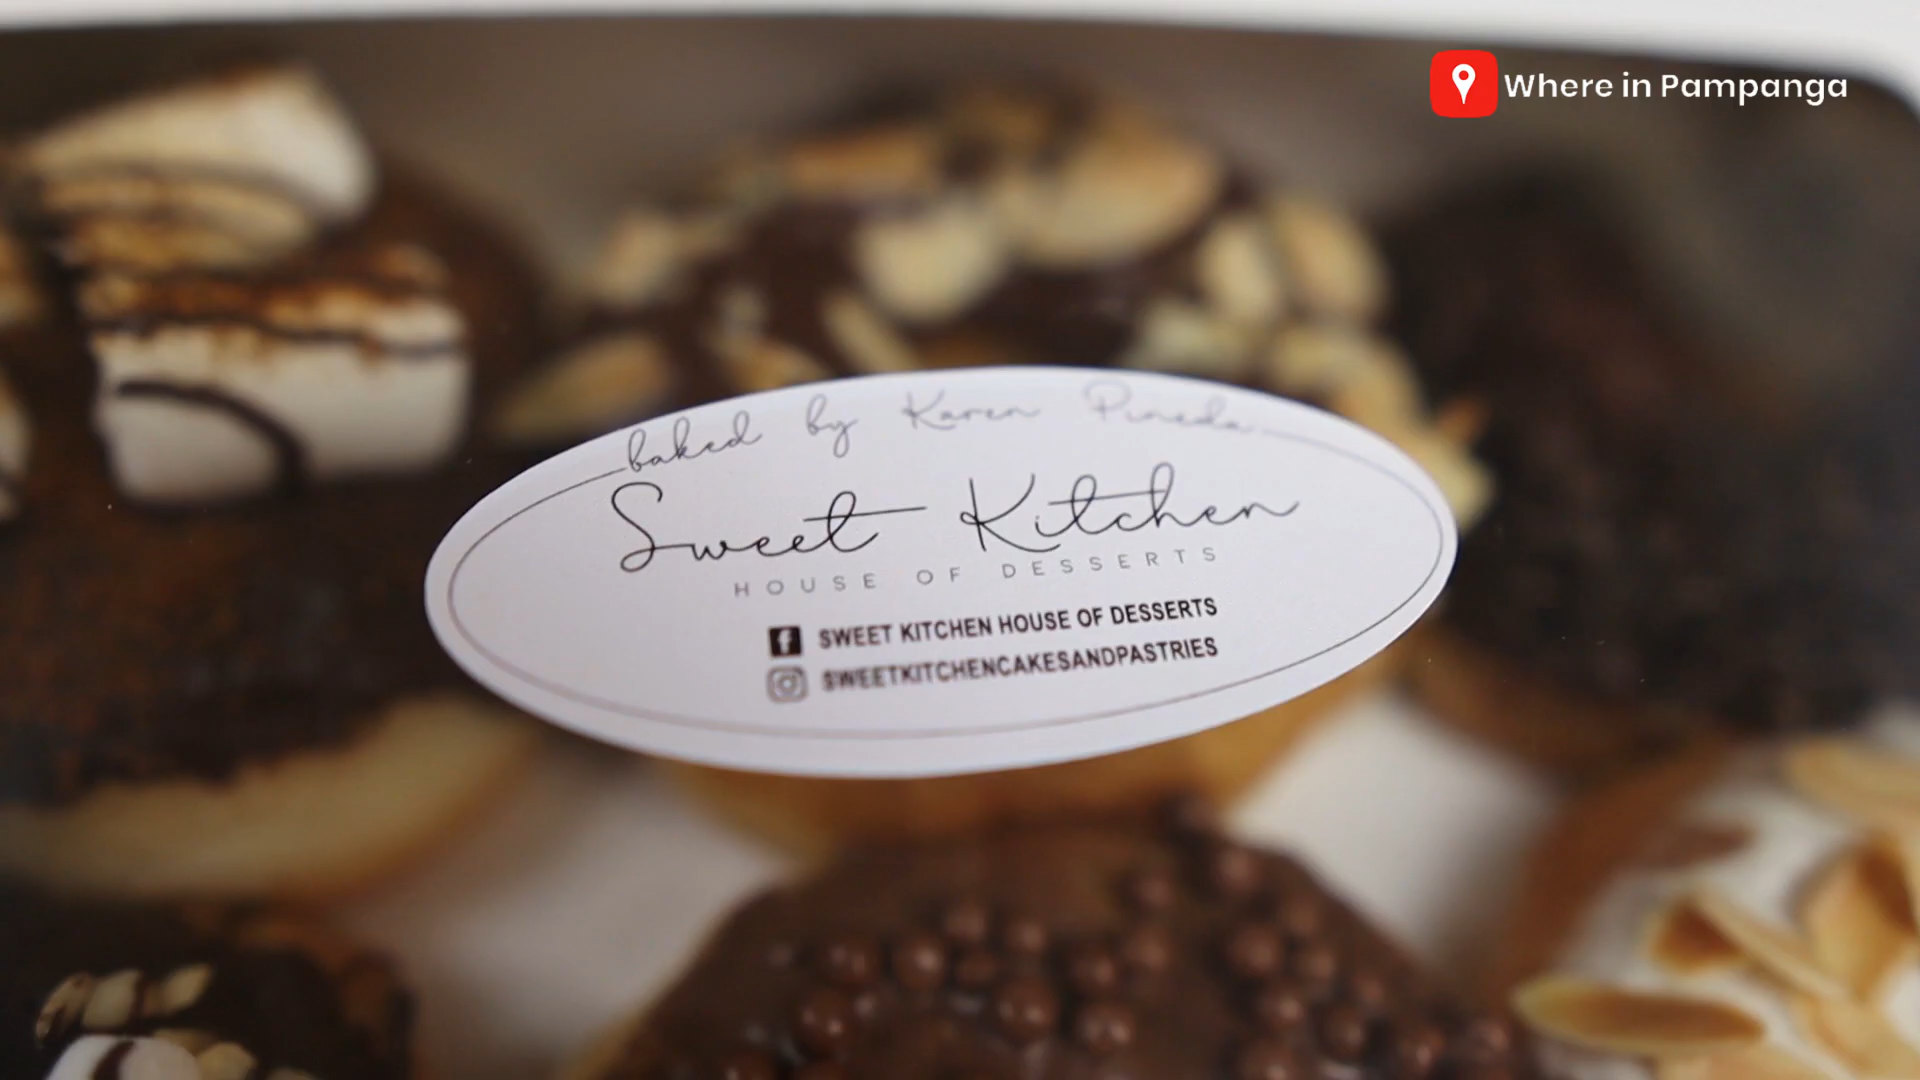 Where in Pampanga
baked by Karen Pineda
Sweet Kitchen
HOUSE OF DESSERTS
SWEET KITCHEN HOUSE OF DESSERTS
SWEETKITCHENCAKESANDPASTRIES